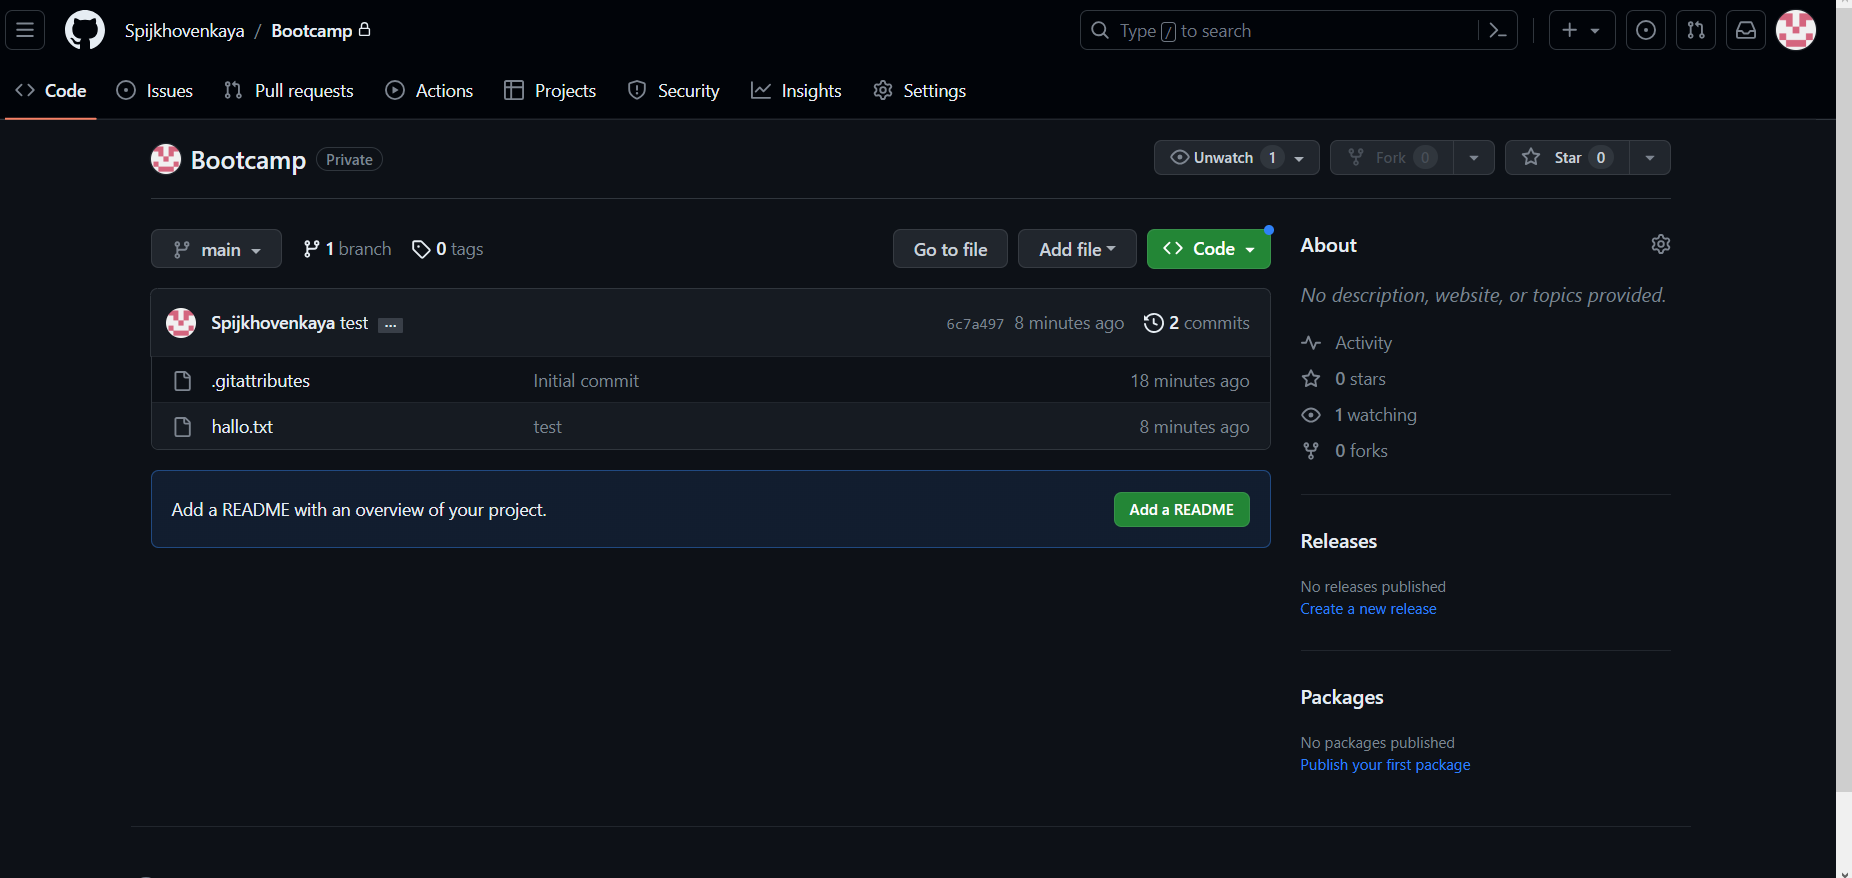 Spijkhovenkaya / Bootcamp
Type / to search
Code Issues Pull requests Actions Projects Security Insights Settings
Bootcamp Private
Unwatch 1 Fork 0 Star 0
main 1 branch 0 tags Go to file Add file Code
Spijkhovenkaya test ... 6c7a497 8 minutes ago 2 commits
.gitattributes Initial commit 18 minutes ago
hallo.txt test 8 minutes ago
Add a README with an overview of your project. Add a README
About
No description, website, or topics provided.
Activity
0 stars
1 watching
0 forks
Releases
No releases published
Create a new release
Packages
No packages published
Publish your first package